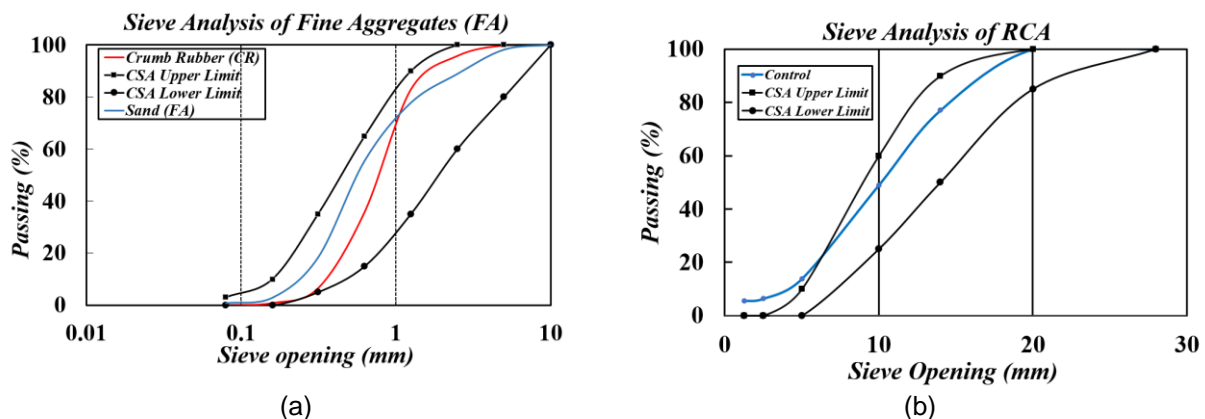 Sieve Analysis of Fine Aggregates (FA)
Passing (%)
100
80
60
40
20
0
Crumb Rubber (CR)
CSA Upper Limit
CSA Lower Limit
Sand (FA)
0.01 0.1 1 10
Sieve opening (mm)
(a)
Sieve Analysis of RCA
Passing (%)
100
80
60
40
20
0
Control
CSA Upper Limit
CSA Lower Limit
0 10 20 30
Sieve Opening (mm)
(b)